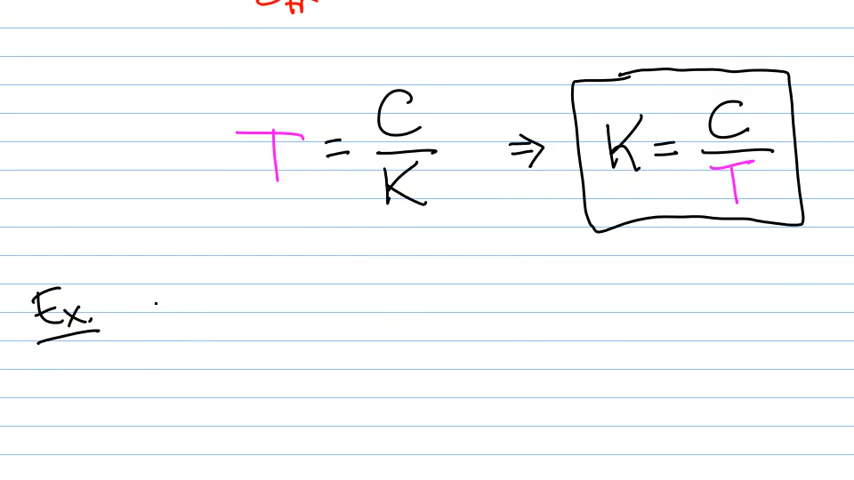 T = C/K ⇒ K = C/T
Ex.